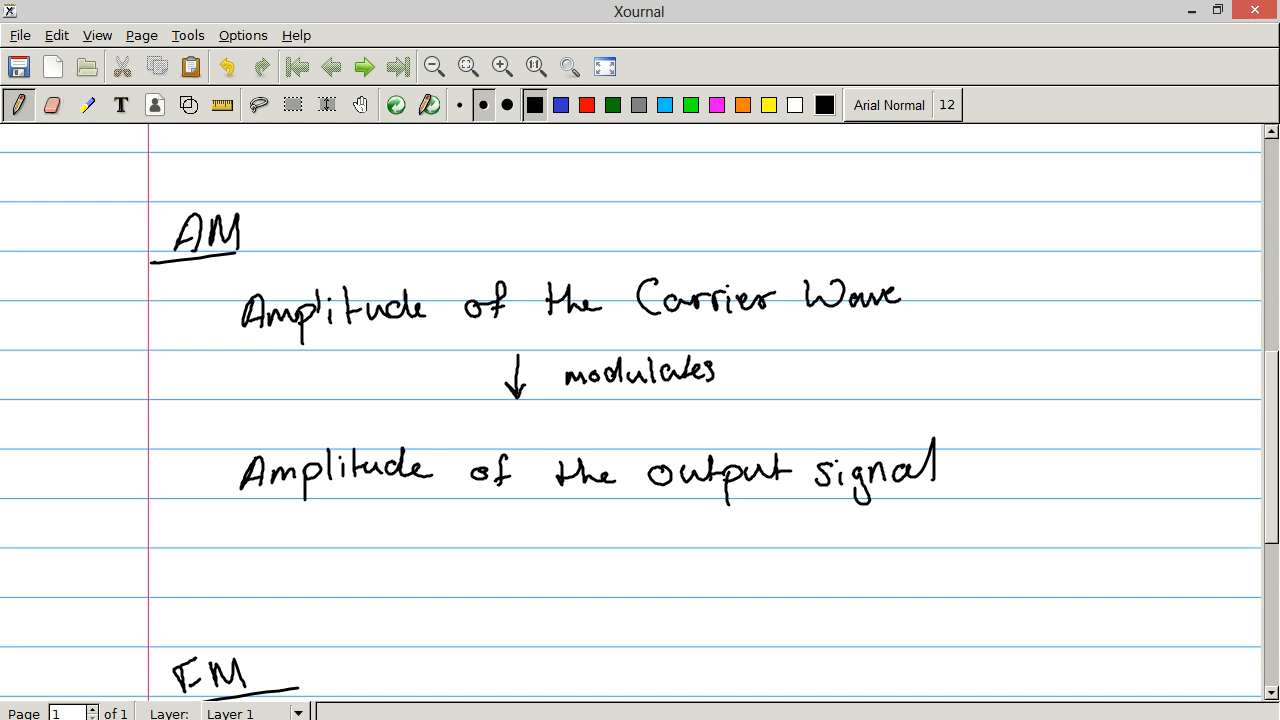 Xournal
File Edit View Page Tools Options Help
Arial Normal 12
AM
Amplitude of the Carrier Wave
↓ modulates
Amplitude of the output signal
FM
Page 1 of 1 Layer: Layer 1